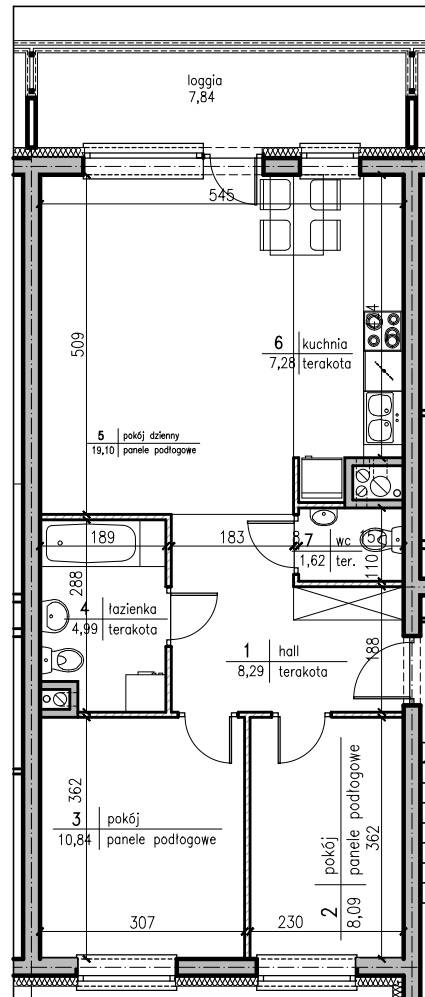 loggia
7,84
545
509
6 kuchnia
7,28 terakota
5 pokój dzienny
19,10 panele podłogowe
189
183
8
7 wc
1,62 ter.
110
288
4 łazienka
4,99 terakota
1 hall
8,29 terakota
188
362
3 pokój
10,84 panele podłogowe
2 pokój
8,09 panele podłogowe
362
307
230